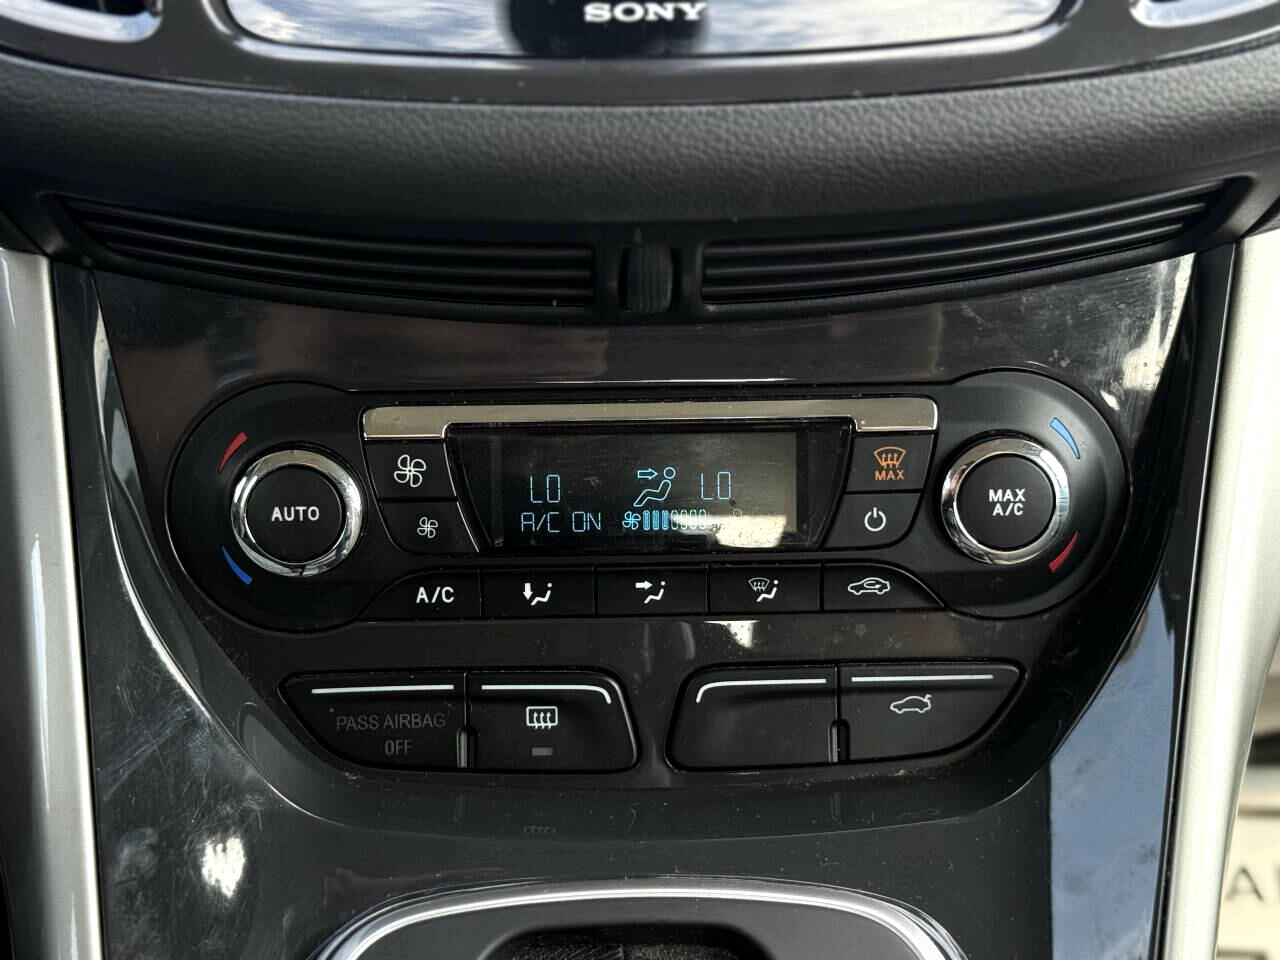 SONY
LO
LO
A/C ON
AUTO
MAX
MAX
A/C
A/C
PASS AIRBAG
OFF
A